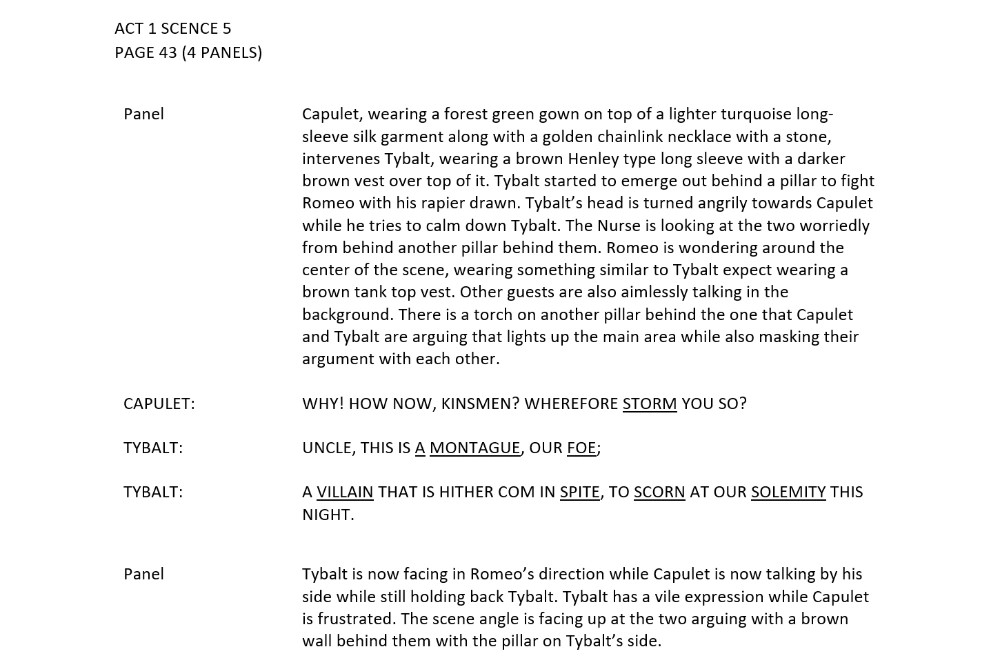 ACT 1 SCENCE 5
PAGE 43 (4 PANELS)
Panel
Capulet, wearing a forest green gown on top of a lighter turquoise long-
sleeve silk garment along with a golden chainlink necklace with a stone,
intervenes Tybalt, wearing a brown Henley type long sleeve with a darker
brown vest over top of it. Tybalt started to emerge out behind a pillar to fight
Romeo with his rapier drawn. Tybalt’s head is turned angrily towards Capulet
while he tries to calm down Tybalt. The Nurse is looking at the two worriedly
from behind another pillar behind them. Romeo is wondering around the
center of the scene, wearing something similar to Tybalt expect wearing a
brown tank top vest. Other guests are also aimlessly talking in the
background. There is a torch on another pillar behind the one that Capulet
and Tybalt are arguing that lights up the main area while also masking their
argument with each other.
CAPULET: WHY! HOW NOW, KINSMEN? WHEREFORE STORM YOU SO?
TYBALT: UNCLE, THIS IS A MONTAGUE, OUR FOE;
TYBALT: A VILLAIN THAT IS HITHER COM IN SPITE, TO SCORN AT OUR SOLEMITY THIS
NIGHT.
Panel
Tybalt is now facing in Romeo’s direction while Capulet is now talking by his
side while still holding back Tybalt. Tybalt has a vile expression while Capulet
is frustrated. The scene angle is facing up at the two arguing with a brown
wall behind them with the pillar on Tybalt’s side.